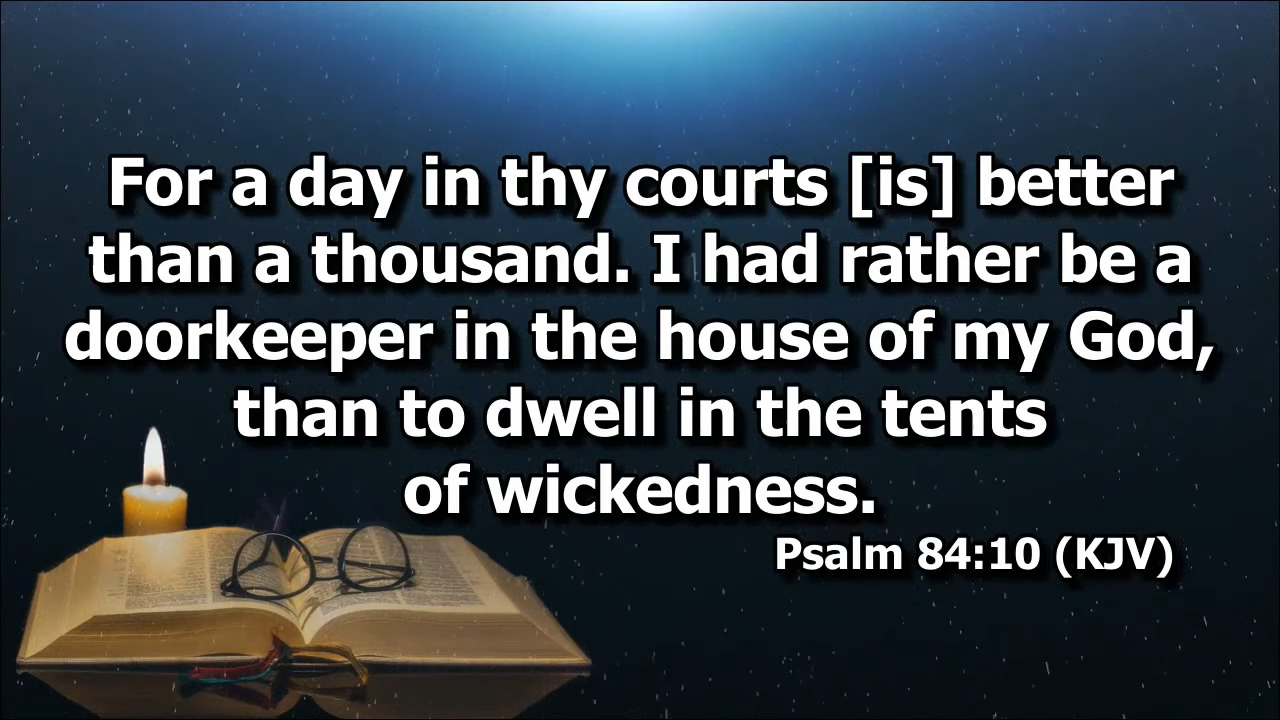 For a day in thy courts [is] better
than a thousand. I had rather be a
doorkeeper in the house of my God,
than to dwell in the tents
of wickedness.
Psalm 84:10 (KJV)